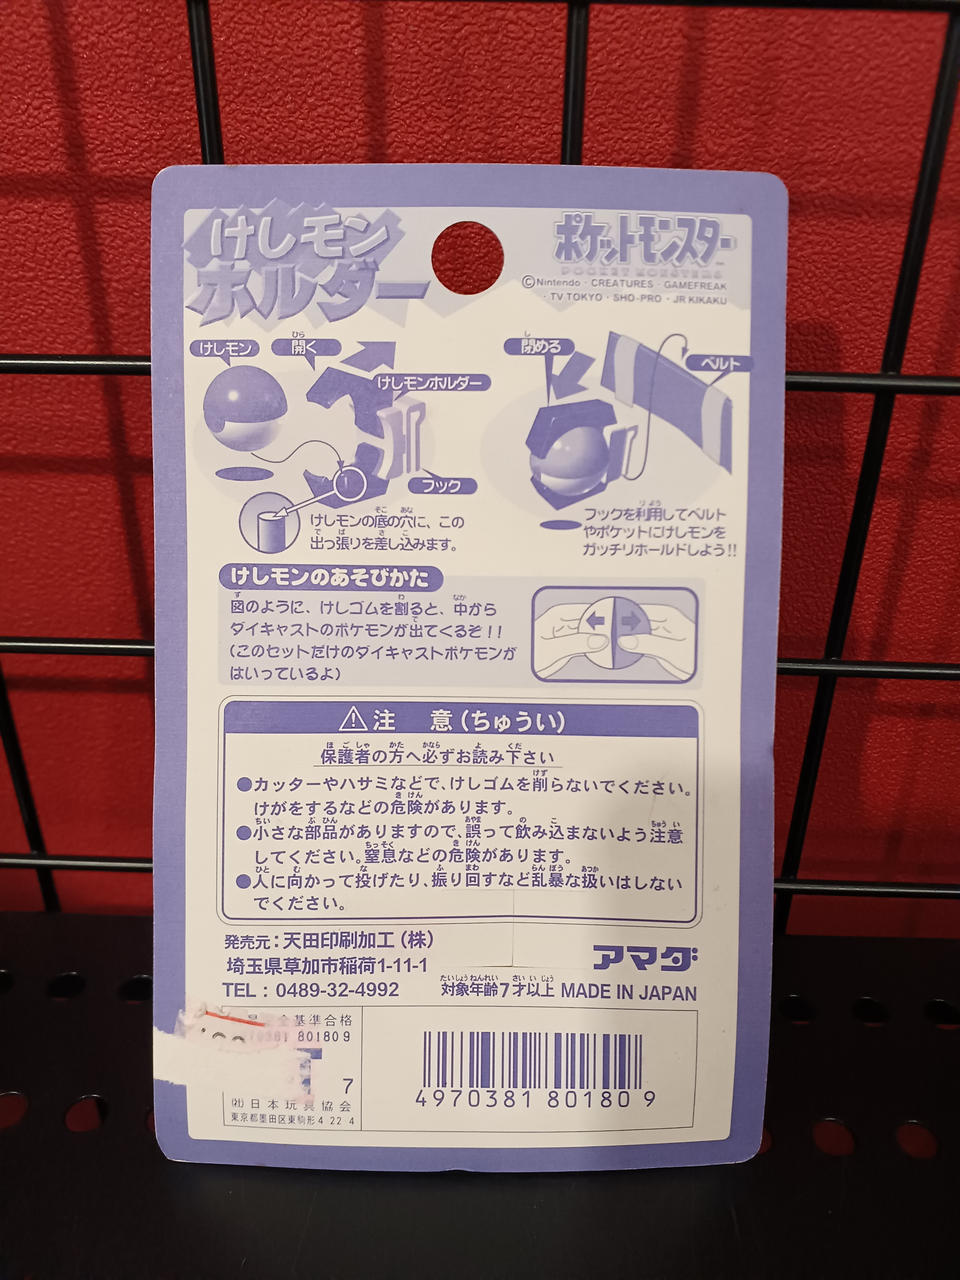 けしモン
ホルダー
ポケットモンスター
POCKET MONSTERS
©Nintendo・CREATURES・GAMEFREAK
・TV TOKYO・SHO-PRO・JR KIKAKU
けしモン
開く
けしモンホルダー
フック
けしモンの底の穴に、この
出っ張りを差し込みます。
閉める
ベルト
フックを利用してベルト
やポケットにけしモンを
ガッチリホールドしよう!!
けしモンのあそびかた
図のように、けしゴムを割ると、中から
ダイキャストのポケモンが出てくるぞ!!
(このセットだけのダイキャストポケモンが
はいっているよ)
⚠注 意(ちゅうい)
保護者の方へ必ずお読み下さい
●カッターやハサミなどで、けしゴムを削らないでください。
けがをするなどの危険があります。
●小さな部品がありますので、誤って飲み込まないよう注意
してください。窒息などの危険があります。
●人に向かって投げたり、振り回すなど乱暴な扱いはしない
でください。
発売元:天田印刷加工(株)
埼玉県草加市稲荷1-11-1
TEL:0489-32-4992
アマダ
対象年齢7才以上 MADE IN JAPAN
全基準合格
801809
7
(社)日本玩具協会
東京都墨田区東駒形4 22 4
4970381 801809